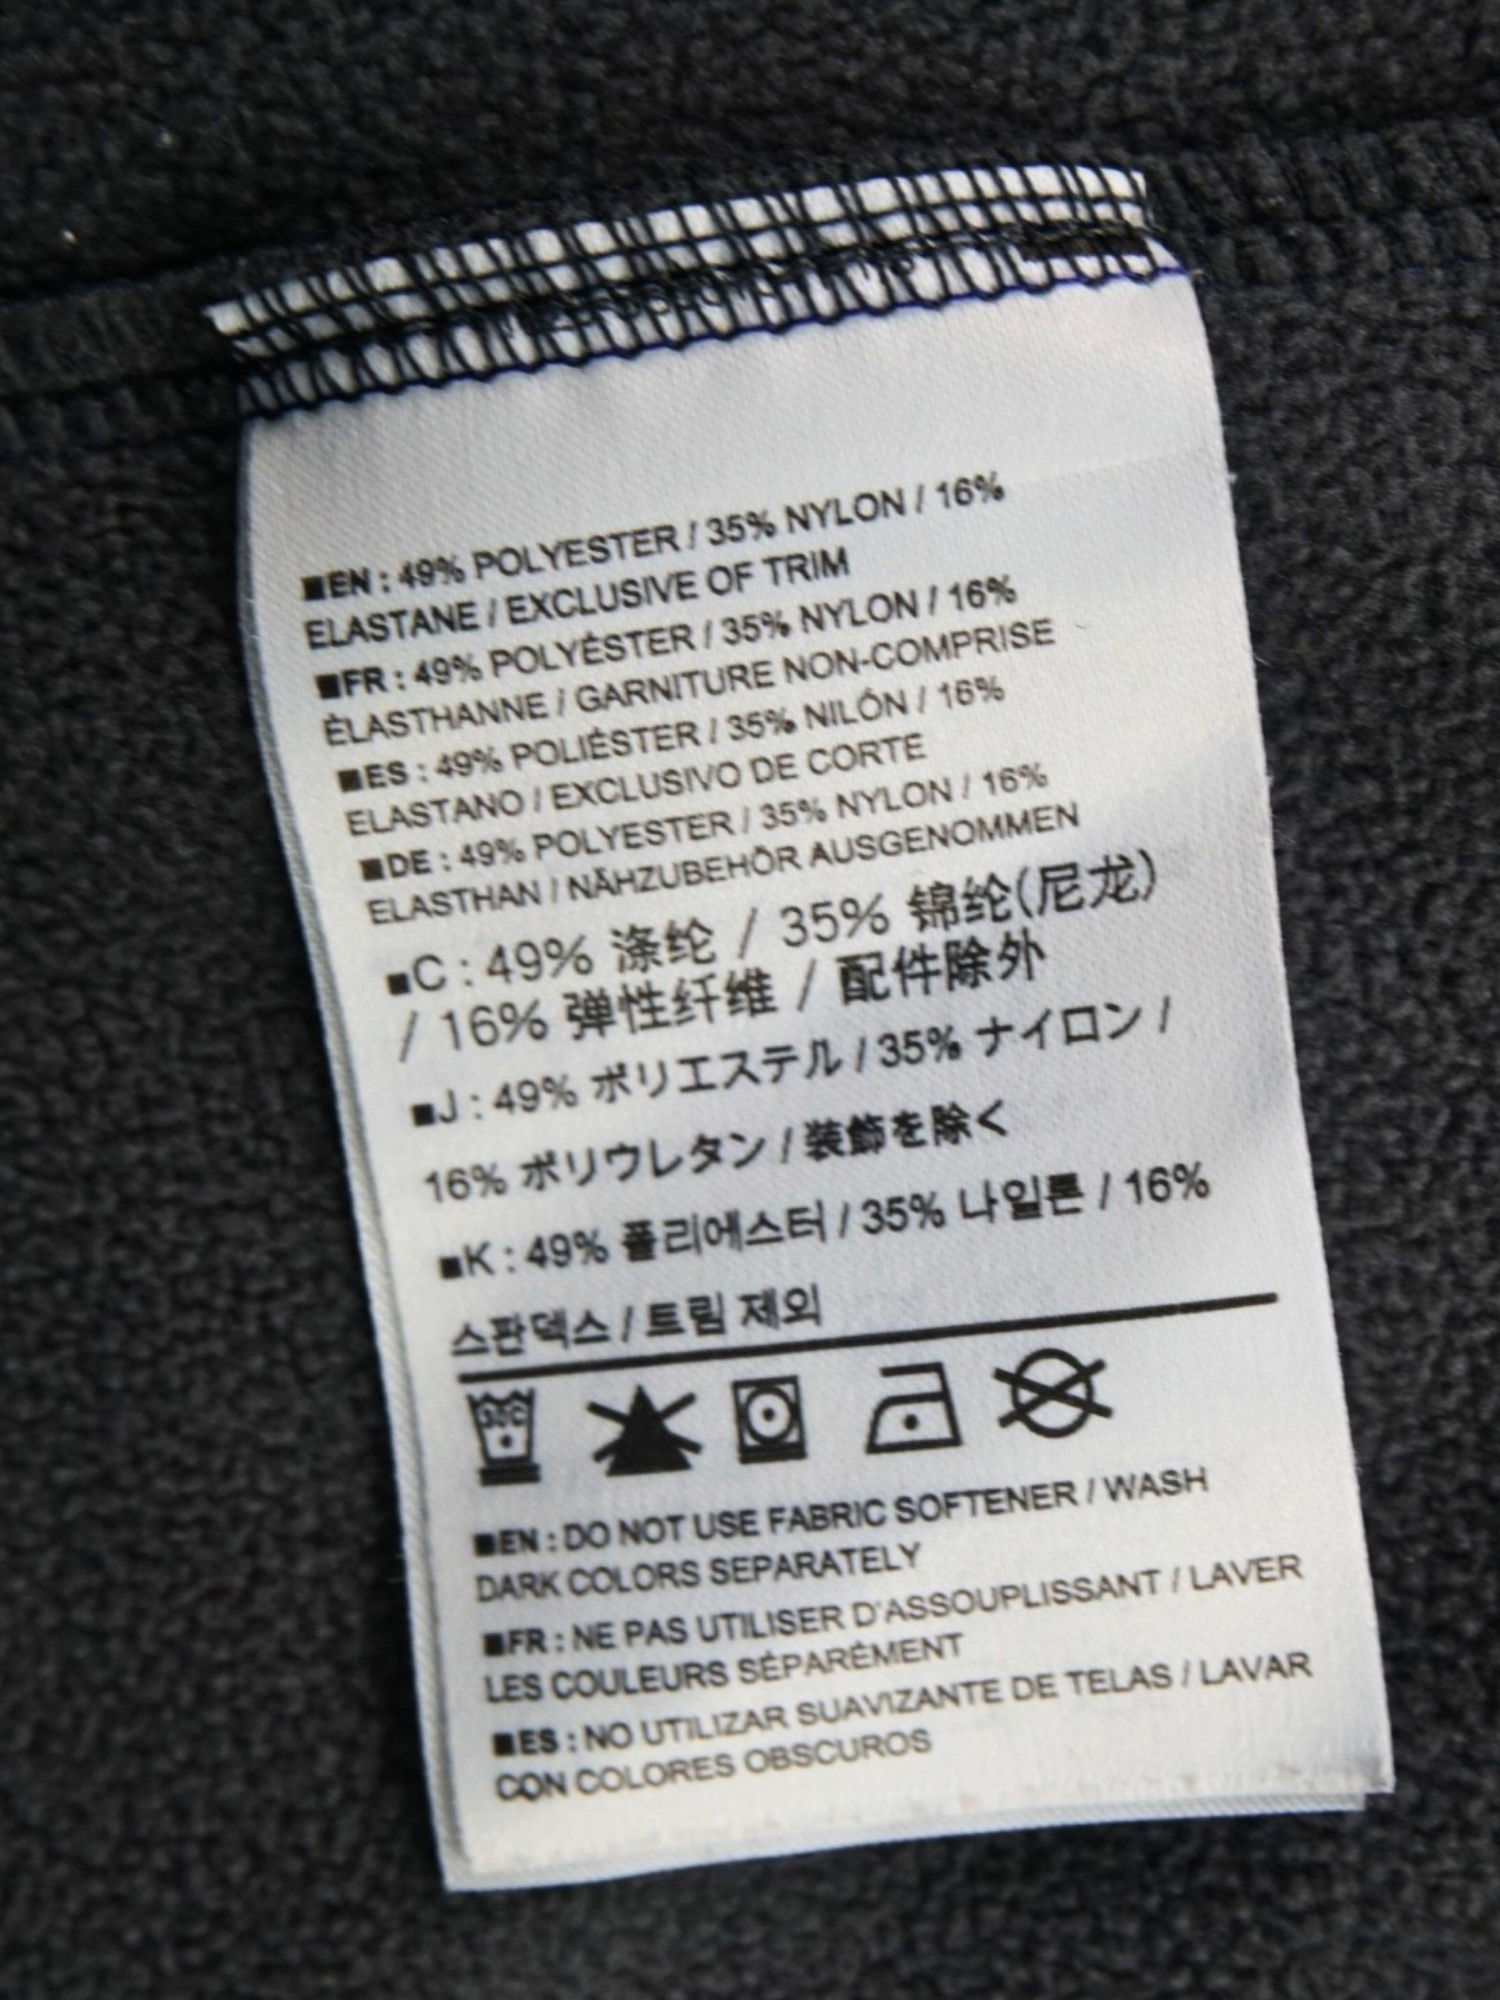 ■EN : 49% POLYESTER / 35% NYLON / 16%
ELASTANE / EXCLUSIVE OF TRIM
■FR : 49% POLYÉSTER / 35% NYLON / 16%
ÉLASTHANNE / GARNITURE NON-COMPRISE
■ES : 49% POLIÉSTER / 35% NILÓN / 16%
ELASTANO / EXCLUSIVO DE CORTE
■DE : 49% POLYESTER / 35% NYLON / 16%
ELASTHAN / NÄHZUBEHÖR AUSGENOMMEN
■C : 49% 涤纶 / 35% 锦纶(尼龙)
/ 16% 弹性纤维 / 配件除外
■J : 49% ポリエステル / 35% ナイロン /
16% ポリウレタン / 装飾を除く
■K : 49% 폴리에스터 / 35% 나일론 / 16%
스판덱스 / 트림 제외
30C
■EN : DO NOT USE FABRIC SOFTENER / WASH
DARK COLORS SEPARATELY
■FR : NE PAS UTILISER D'ASSOUPLISSANT / LAVER
LES COULEURS SÉPARÉMENT
■ES : NO UTILIZAR SUAVIZANTE DE TELAS / LAVAR
CON COLORES OBSCUROS